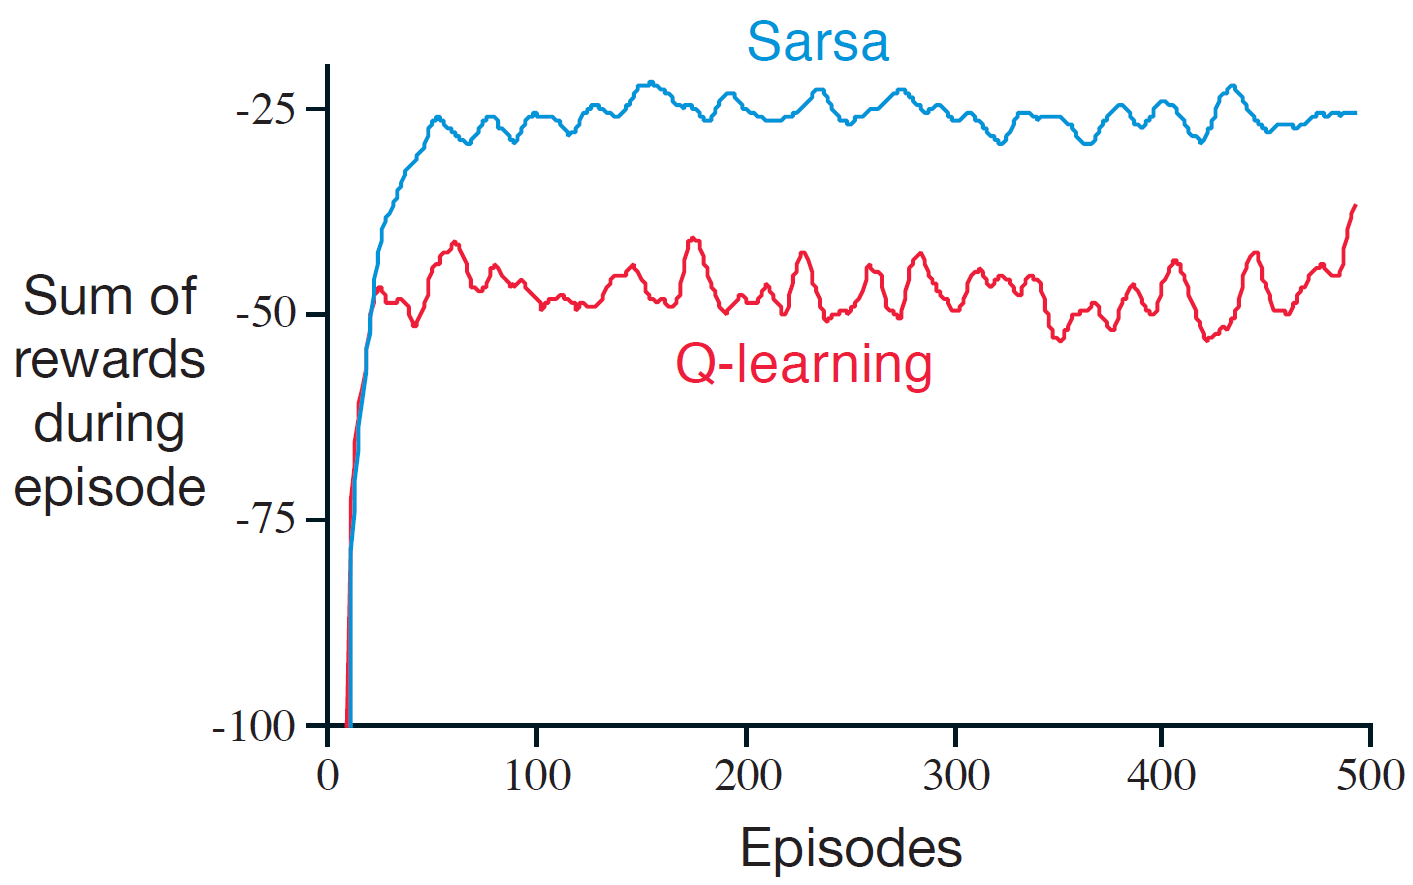 Sarsa
-25
-50
-75
-100
Sum of
rewards
during
episode
Q-learning
0 100 200 300 400 500
Episodes